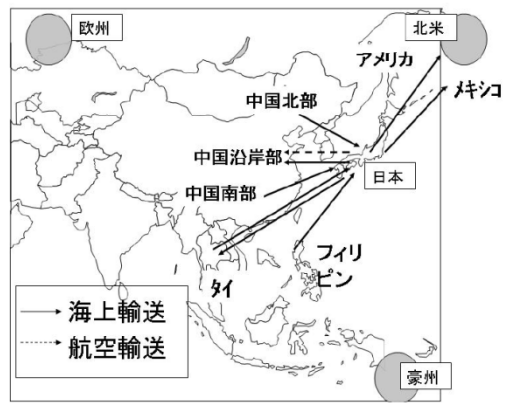 欧州
北米
アメリカ
メキシコ
中国北部
中国沿岸部
日本
中国南部
フィリ
ピン
タイ
海上輸送
航空輸送
豪州